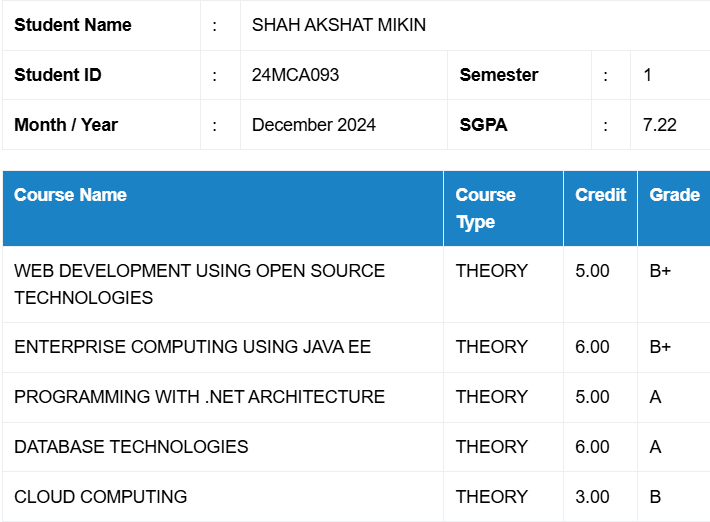 Student Name : SHAH AKSHAT MIKIN
Student ID : 24MCA093 Semester : 1
Month / Year : December 2024 SGPA : 7.22
Course Name Course Type Credit Grade
WEB DEVELOPMENT USING OPEN SOURCE TECHNOLOGIES THEORY 5.00 B+
ENTERPRISE COMPUTING USING JAVA EE THEORY 6.00 B+
PROGRAMMING WITH .NET ARCHITECTURE THEORY 5.00 A
DATABASE TECHNOLOGIES THEORY 6.00 A
CLOUD COMPUTING THEORY 3.00 B